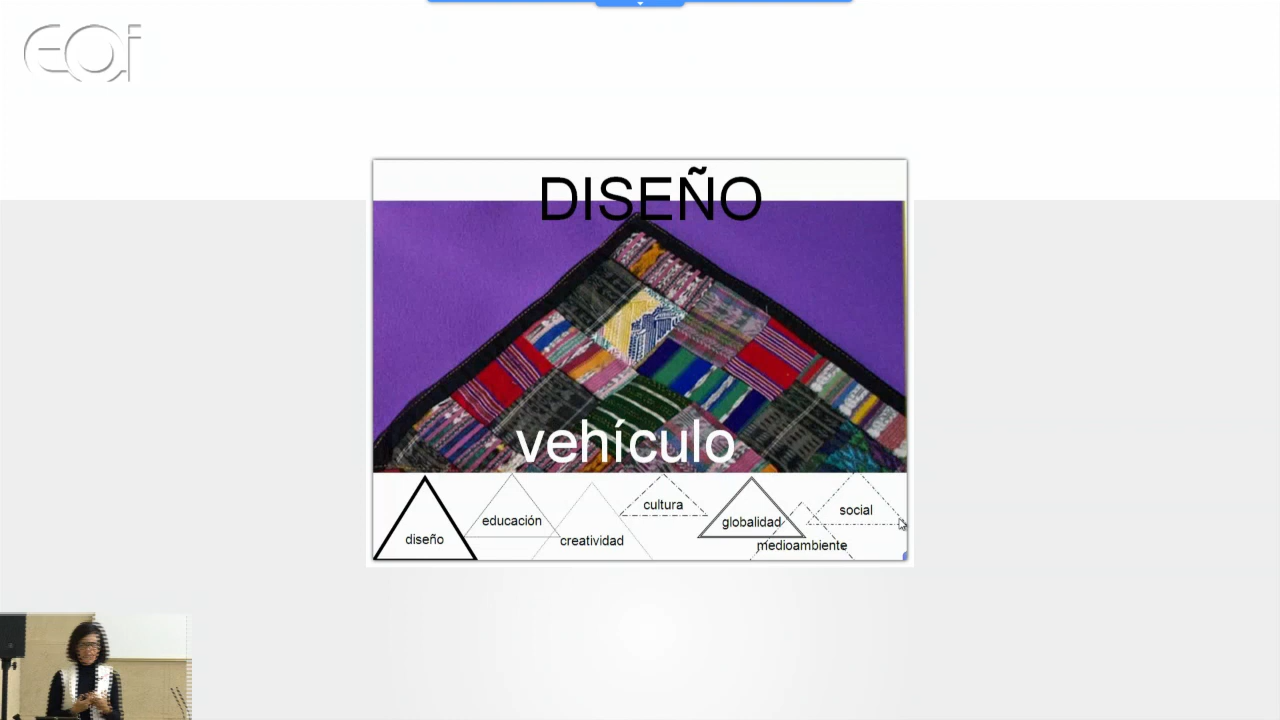 eoi
DISEÑO
vehículo
diseño
educación
creatividad
cultura
globalidad
medioambiente
social